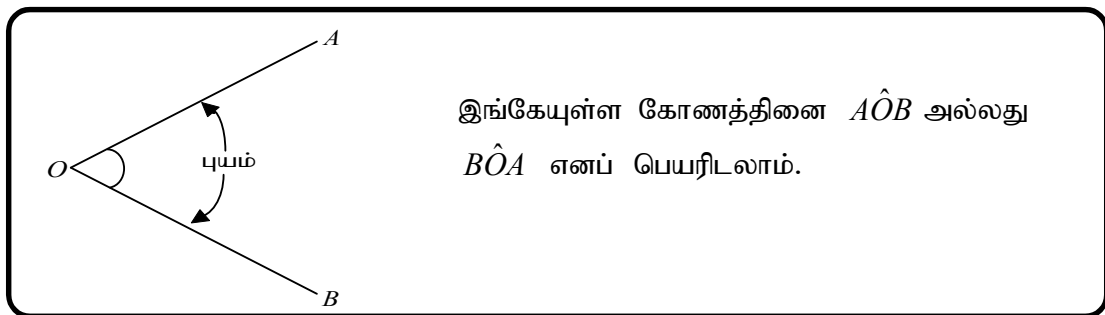 A
புயம்
O
B
இங்கேயுள்ள கோணத்தினை AÔB அல்லது
BÔA எனப் பெயரிடலாம்.